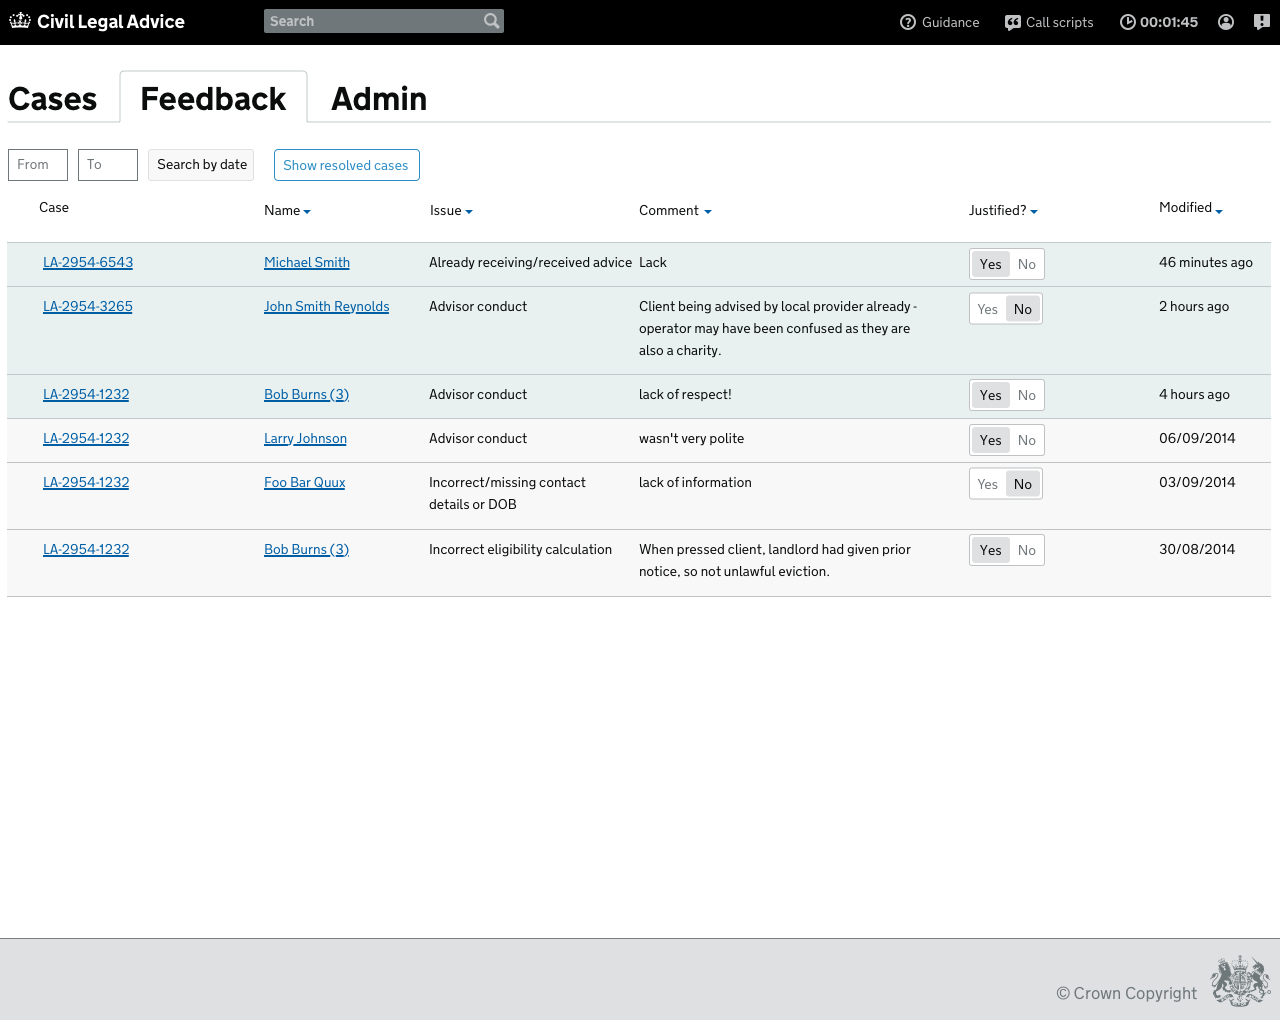 Civil Legal Advice Search Guidance Call scripts 00:01:45
Cases Feedback Admin
From To Search by date Show resolved cases
Case Name Issue Comment Justified? Modified
LA-2954-6543 Michael Smith Already receiving/received advice Lack Yes No 46 minutes ago
LA-2954-3265 John Smith Reynolds Advisor conduct Client being advised by local provider already - Yes No 2 hours ago
operator may have been confused as they are
also a charity.
LA-2954-1232 Bob Burns (3) Advisor conduct lack of respect! Yes No 4 hours ago
LA-2954-1232 Larry Johnson Advisor conduct wasn't very polite Yes No 06/09/2014
LA-2954-1232 Foo Bar Quux Incorrect/missing contact lack of information Yes No 03/09/2014
details or DOB
LA-2954-1232 Bob Burns (3) Incorrect eligibility calculation When pressed client, landlord had given prior Yes No 30/08/2014
notice, so not unlawful eviction.
© Crown Copyright